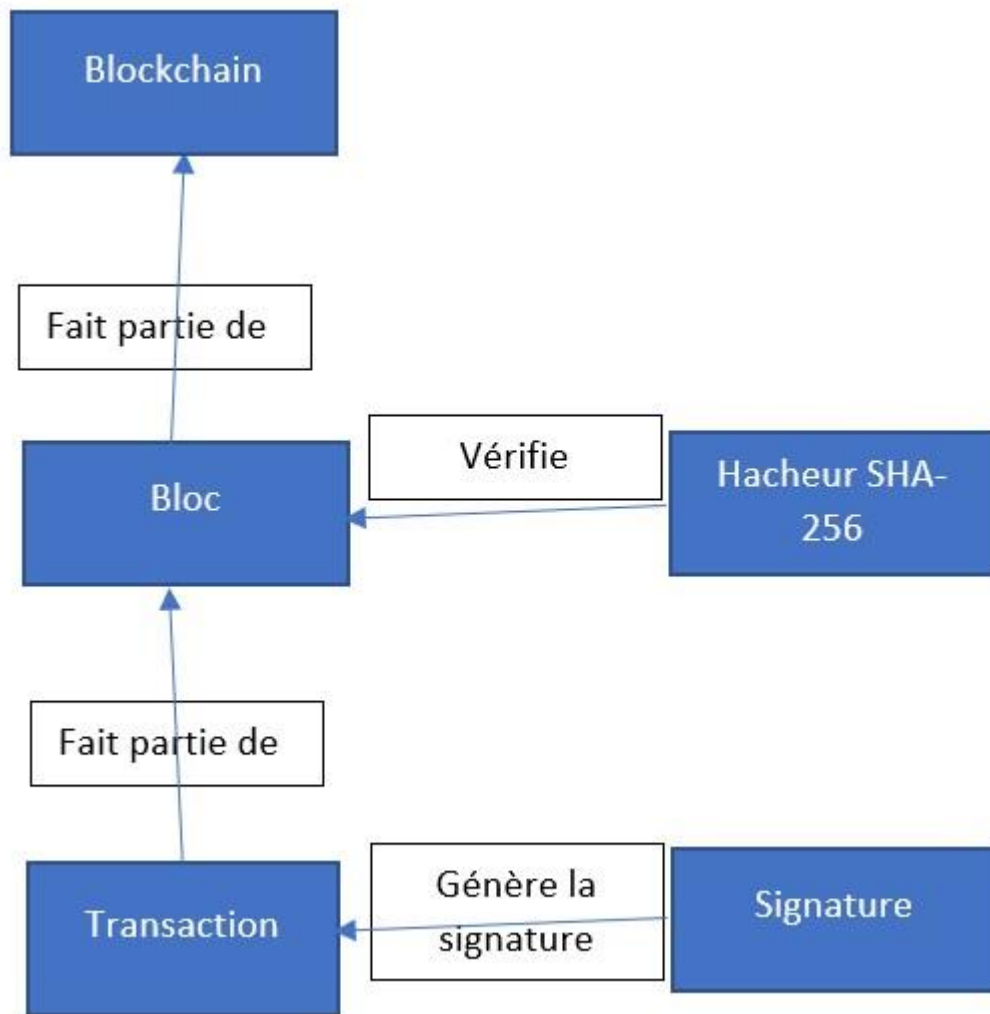 Blockchain
Fait partie de
Vérifie
Bloc
Hacheur SHA-
256
Fait partie de
Génère la
signature
Transaction
Signature